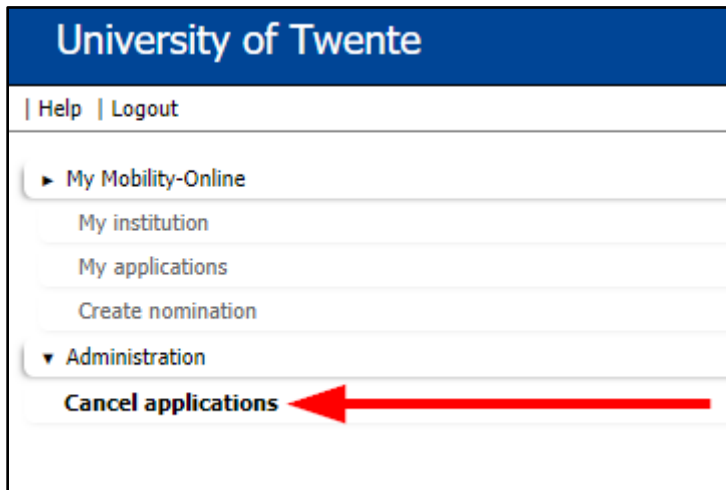 University of Twente
| Help | Logout
My Mobility-Online
My institution
My applications
Create nomination
Administration
Cancel applications